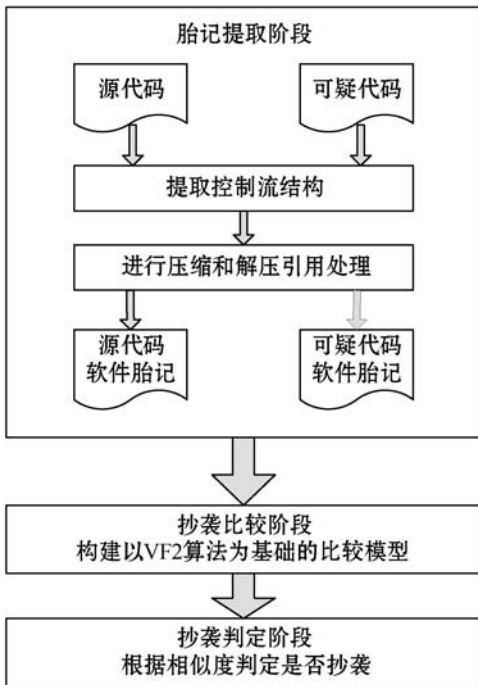 胎记提取阶段
源代码
可疑代码
提取控制流结构
进行压缩和解压引用处理
源代码
软件胎记
可疑代码
软件胎记
抄袭比较阶段
构建以VF2算法为基础的比较模型
抄袭判定阶段
根据相似度判定是否抄袭